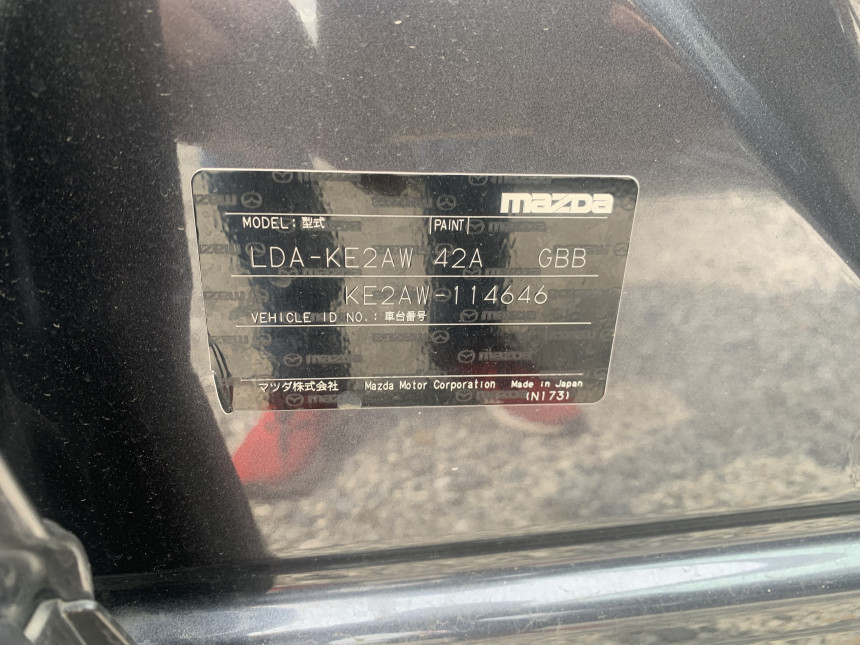 mazda
MODEL：型式 PAINT
LDA-KE2AW 42A GBB
KE2AW-114646
VEHICLE ID NO.：車台番号
マツダ株式会社 Mazda Motor Corporation Made in Japan
(N173)